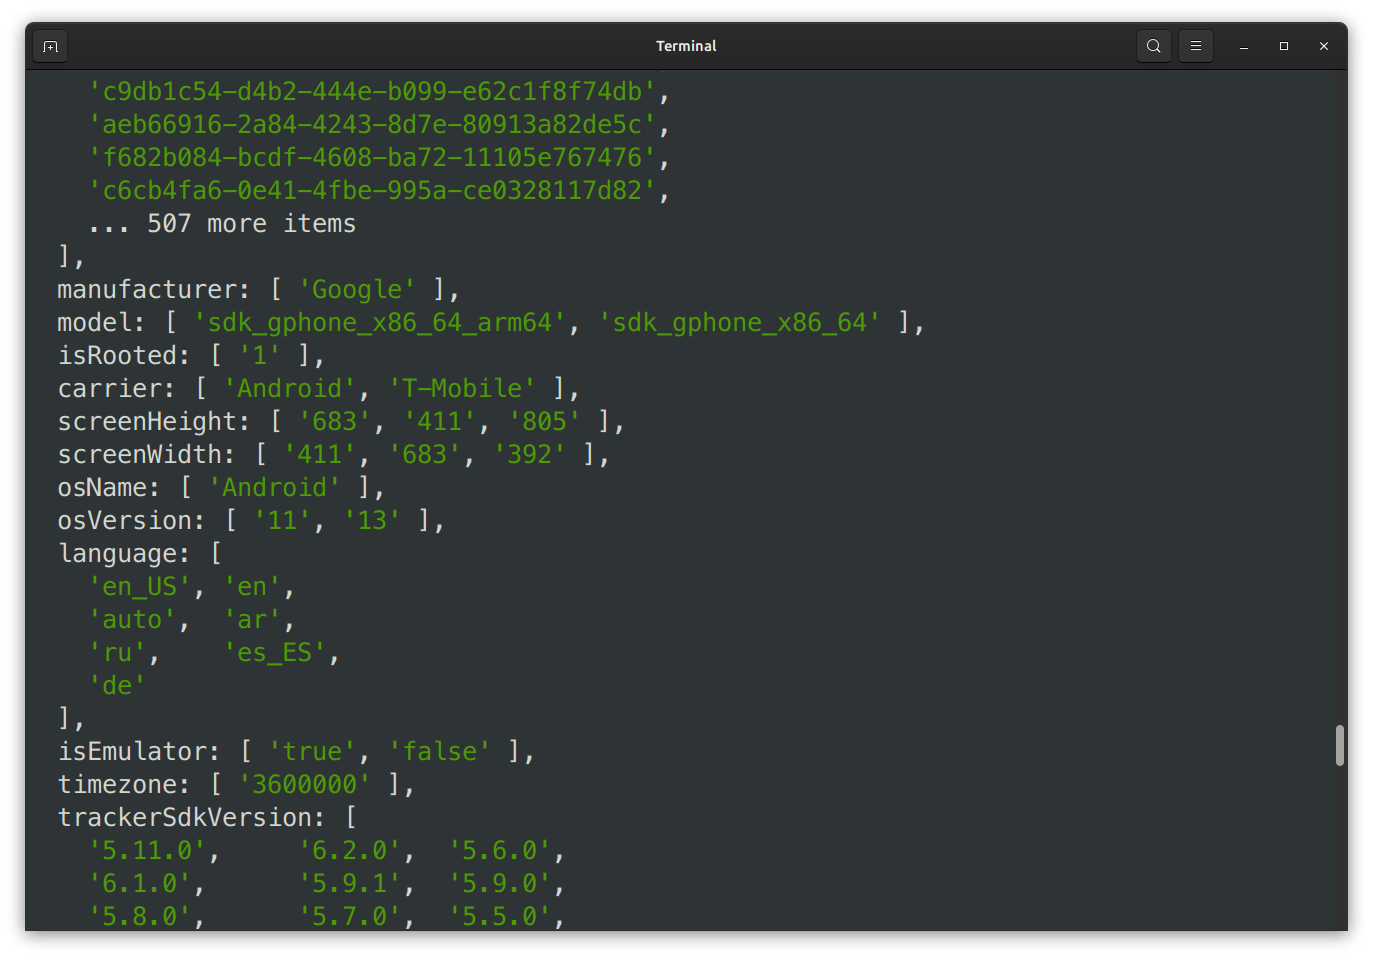 Terminal
'c9db1c54-d4b2-444e-b099-e62c1f8f74db',
'aeb66916-2a84-4243-8d7e-80913a82de5c',
'f682b084-bcdf-4608-ba72-11105e767476',
'c6cb4fa6-0e41-4fbe-995a-ce0328117d82',
... 507 more items
],
manufacturer: [ 'Google' ],
model: [ 'sdk_gphone_x86_64_arm64', 'sdk_gphone_x86_64' ],
isRooted: [ '1' ],
carrier: [ 'Android', 'T-Mobile' ],
screenHeight: [ '683', '411', '805' ],
screenWidth: [ '411', '683', '392' ],
osName: [ 'Android' ],
osVersion: [ '11', '13' ],
language: [
'en_US', 'en',
'auto', 'ar',
'ru', 'es_ES',
'de'
],
isEmulator: [ 'true', 'false' ],
timezone: [ '3600000' ],
trackerSdkVersion: [
'5.11.0', '6.2.0', '5.6.0',
'6.1.0', '5.9.1', '5.9.0',
'5.8.0', '5.7.0', '5.5.0',